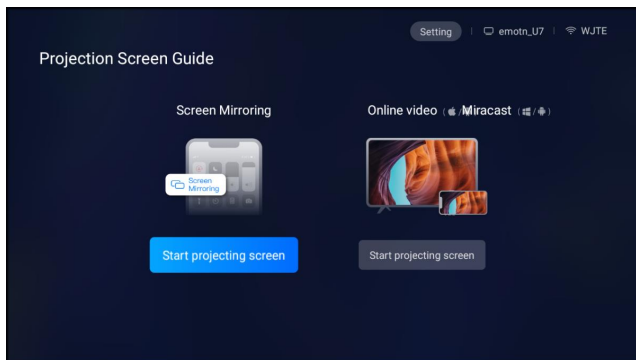 Setting
emotn_U7
WJTE
Projection Screen Guide
Screen Mirroring
Online video ( / Miracast ( / )
Screen
Mirroring
Start projecting screen
Start projecting screen